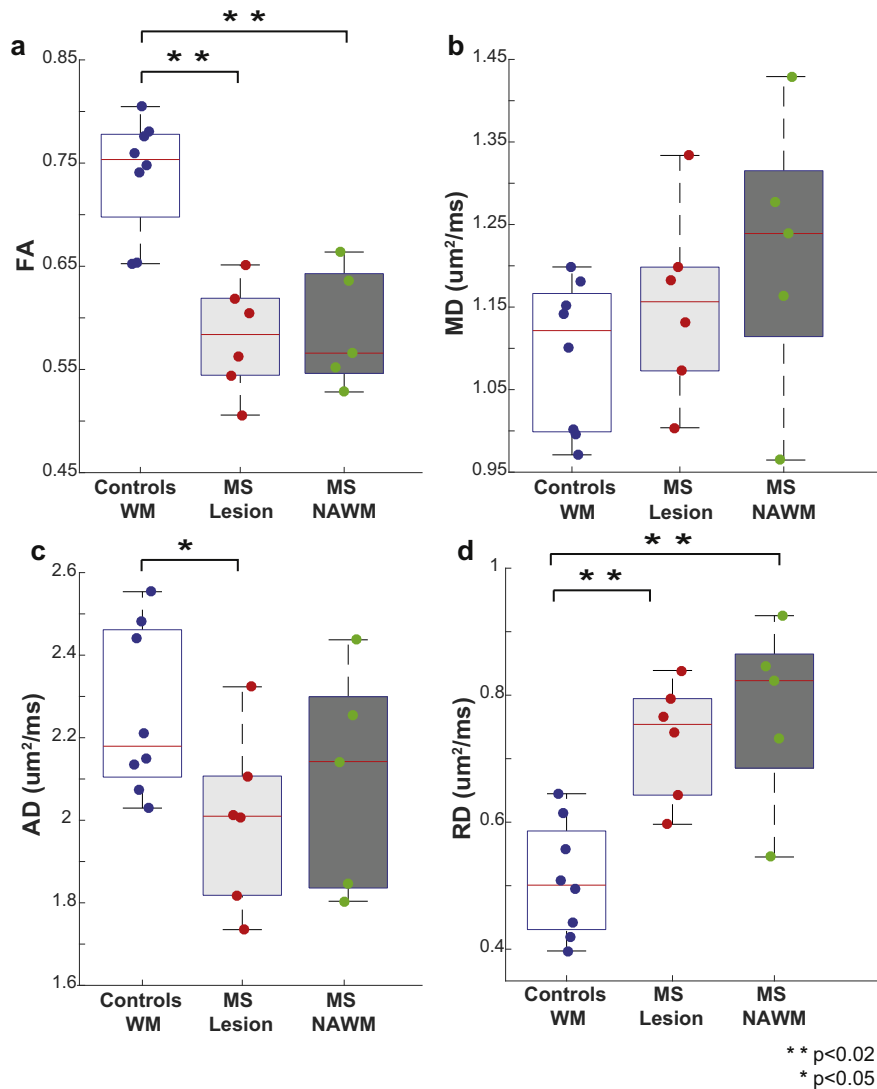 a
* *
* *
FA
0.85
0.75
0.65
0.55
0.45
Controls WM
MS Lesion
MS NAWM
b
MD (um²/ms)
1.45
1.35
1.25
1.15
1.05
0.95
Controls WM
MS Lesion
MS NAWM
c
*
AD (um²/ms)
2.6
2.4
2.2
2
1.8
1.6
Controls WM
MS Lesion
MS NAWM
d
* *
* *
RD (um²/ms)
1
0.8
0.6
0.4
Controls WM
MS Lesion
MS NAWM
* * p<0.02
* p<0.05